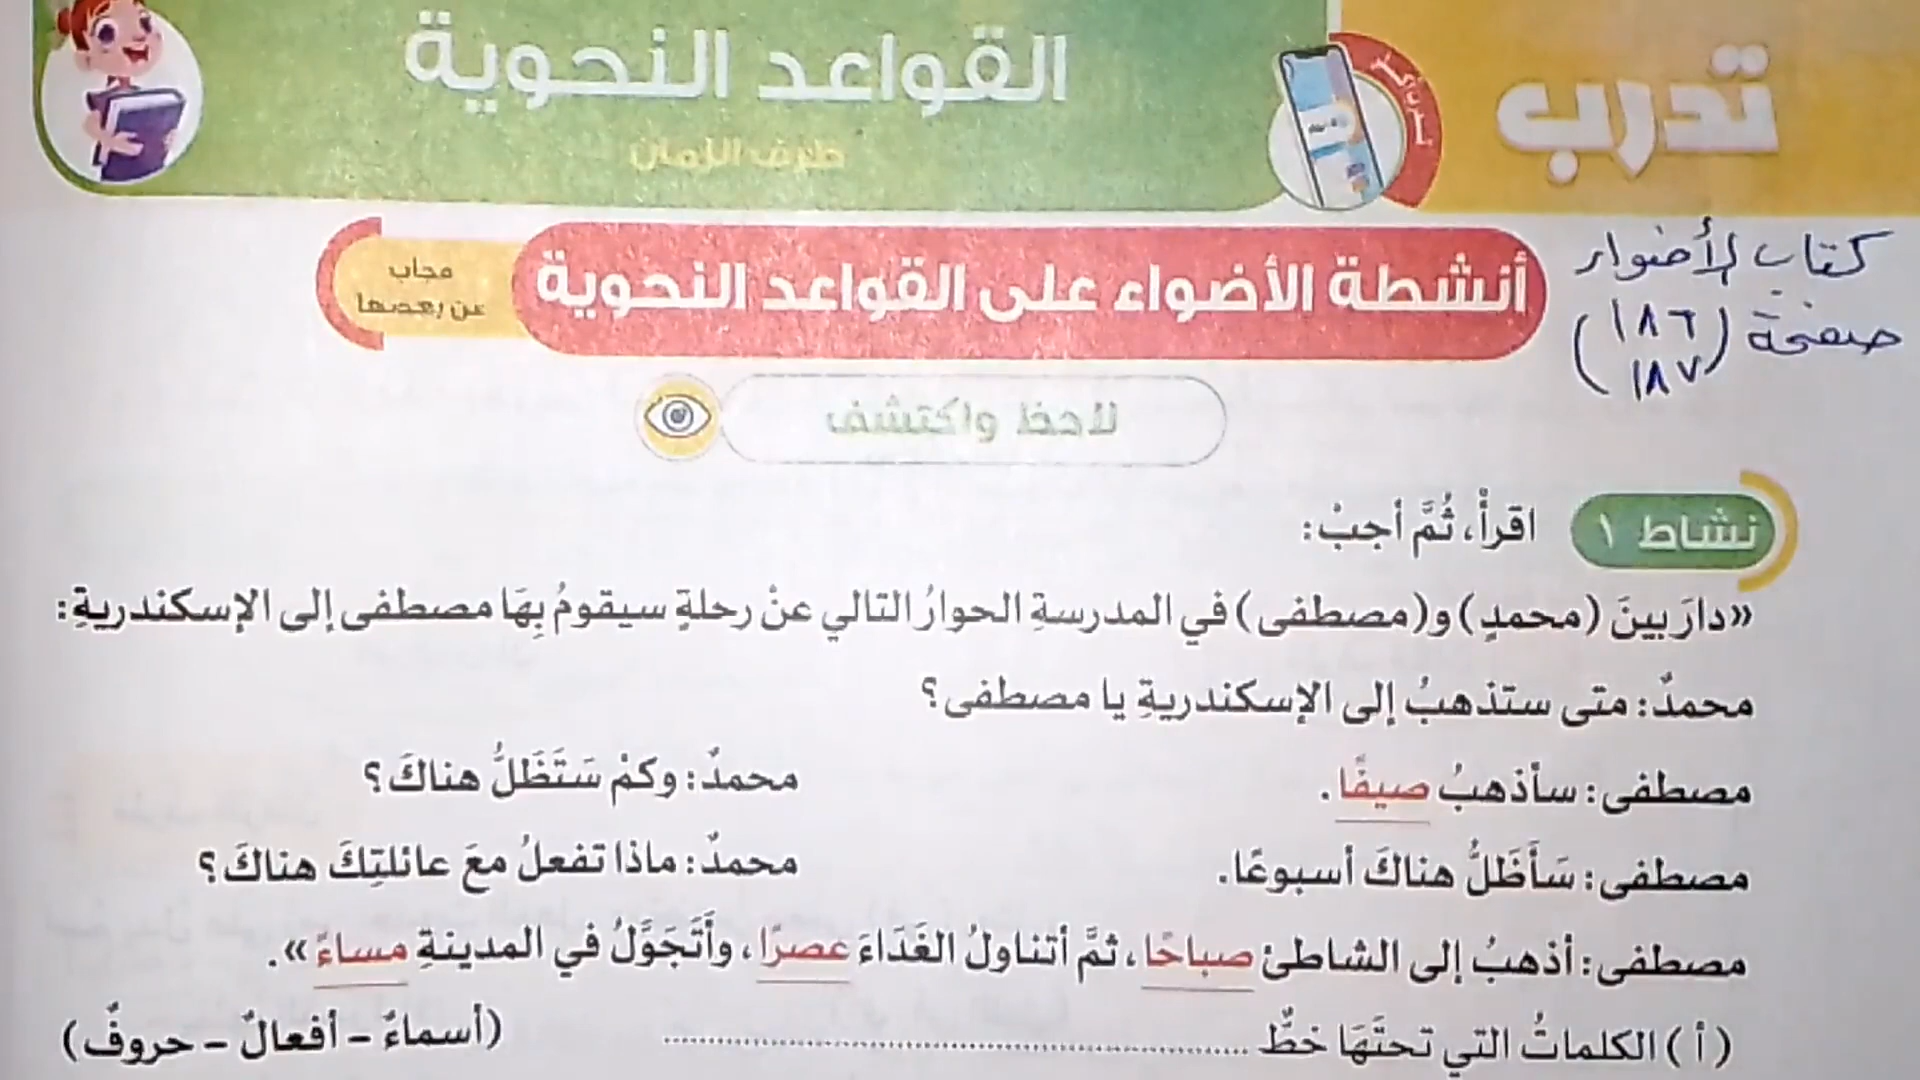 تدرب
تدرب أكثر
القواعد النحوية
ظرف الزمان
كتاب الأضواء
صفحة (١٨٦
١٨٧)
أنشطة الأضواء على القواعد النحوية
مجاب
عن بعضها
لاحظ واكتشف
نشاط ١ اقرأْ، ثُمَّ أجبْ:
«دارَ بينَ (محمدٍ) و(مصطفى) في المدرسةِ الحوارُ التالي عنْ رحلةٍ سيقومُ بِهَا مصطفى إلى الإسكندريةِ:
محمدٌ: متى ستذهبُ إلى الإسكندريةِ يا مصطفى؟
مصطفى: سأذهبُ صيفًا. محمدٌ: وكمْ سَتَظَلُّ هناكَ؟
مصطفى: سَأَظَلُّ هناكَ أسبوعًا. محمدٌ: ماذا تفعلُ معَ عائلتِكَ هناكَ؟
مصطفى: أذهبُ إلى الشاطئ صباحًا، ثمَّ أتناولُ الغَدَاءَ عصرًا، وأَتَجَوَّلُ في المدينةِ مساءً».
(أ) الكلماتُ التي تحتَهَا خطٌّ ........................ (أسماءٌ – أفعالٌ – حروفٌ)